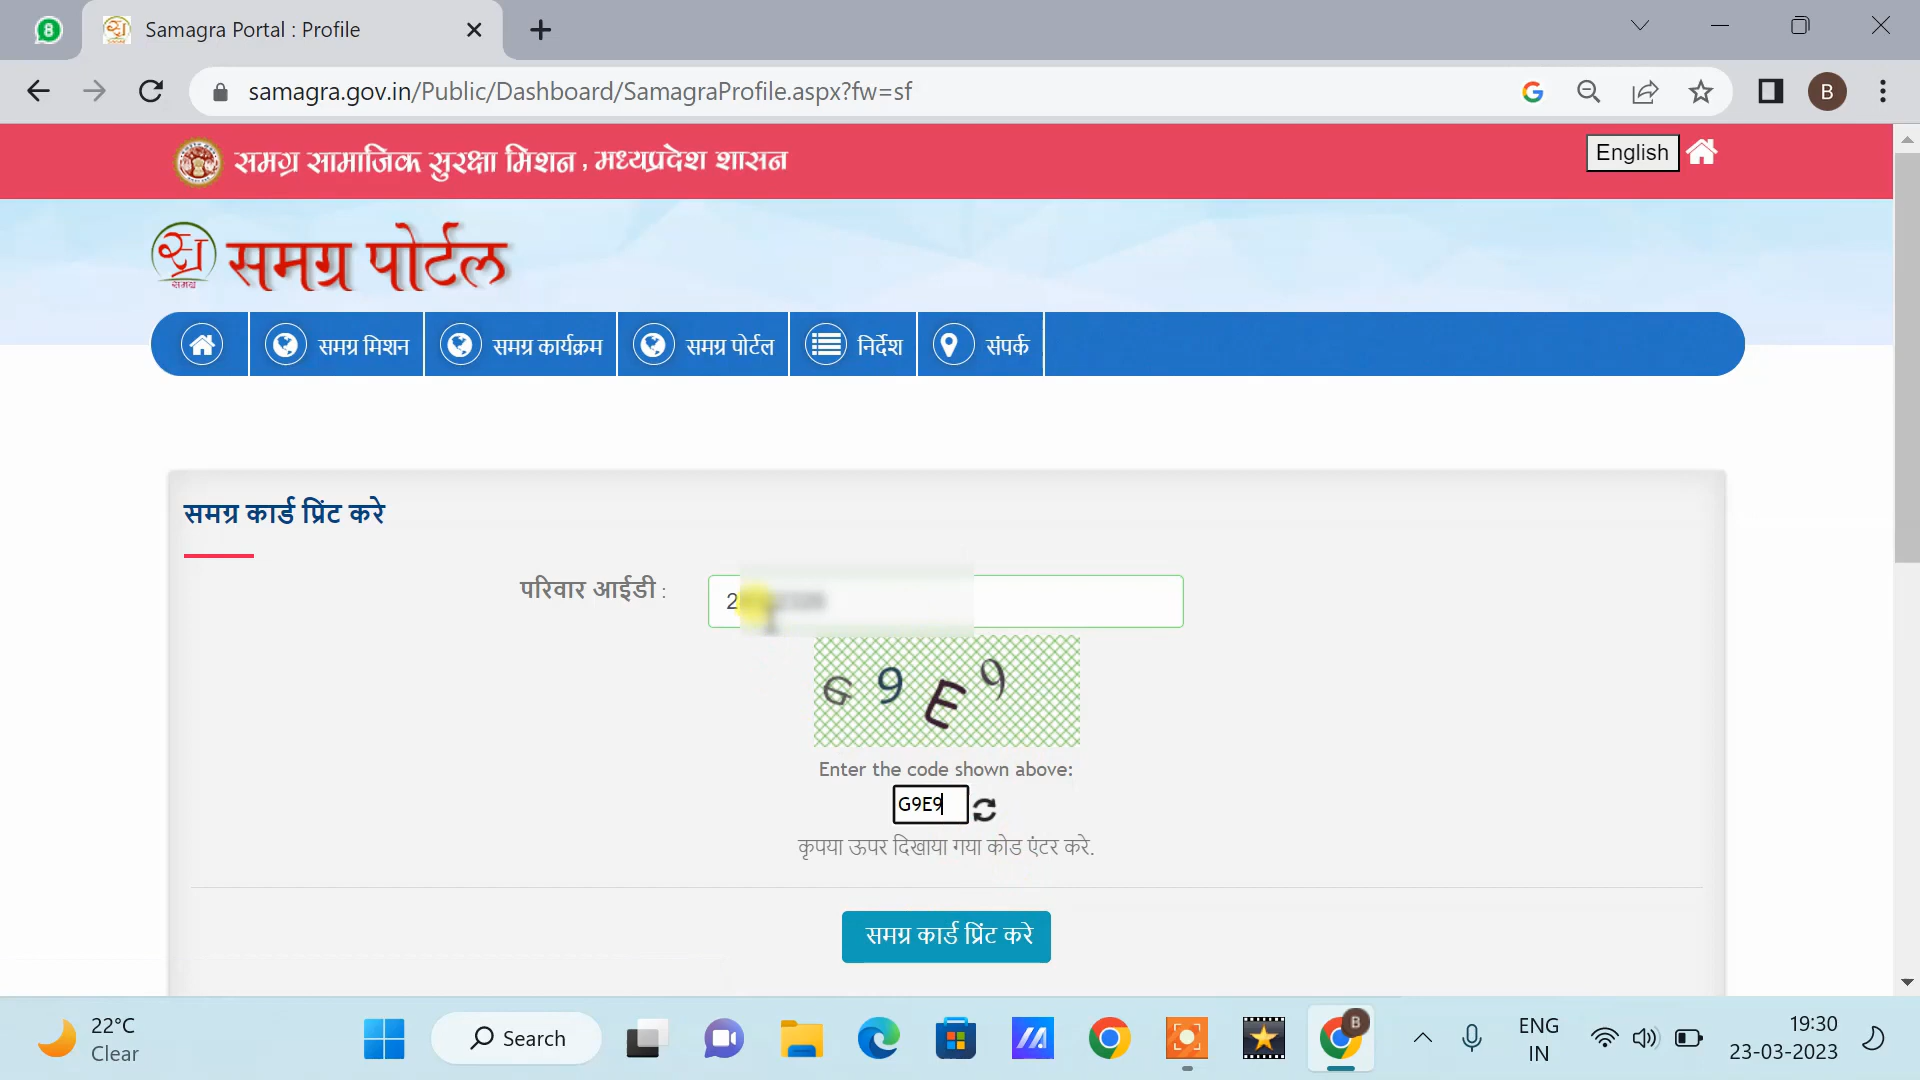 Samagra Portal : Profile
samagra.gov.in/Public/Dashboard/SamagraProfile.aspx?fw=sf
B
समग्र सामाजिक सुरक्षा मिशन , मध्यप्रदेश शासन
English
स्र
समग्र
समग्र पोर्टल
समग्र मिशन
समग्र कार्यक्रम
समग्र पोर्टल
निर्देश
संपर्क
समग्र कार्ड प्रिंट करे
परिवार आईडी :
2
G 9 E 9
Enter the code shown above:
G9E9
कृपया ऊपर दिखाया गया कोड एंटर करे.
समग्र कार्ड प्रिंट करे
22°C
Clear
Search
B
ENG
IN
19:30
23-03-2023